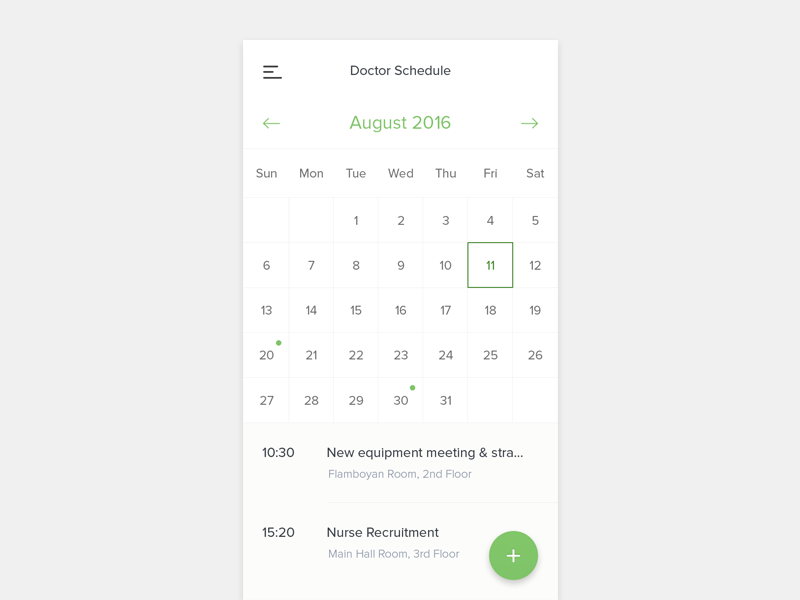 Doctor Schedule
August 2016
Sun Mon Tue Wed Thu Fri Sat
1 2 3 4 5
6 7 8 9 10 11 12
13 14 15 16 17 18 19
20 21 22 23 24 25 26
27 28 29 30 31
10:30 New equipment meeting & stra...
Flamboyan Room, 2nd Floor
15:20 Nurse Recruitment
Main Hall Room, 3rd Floor
+